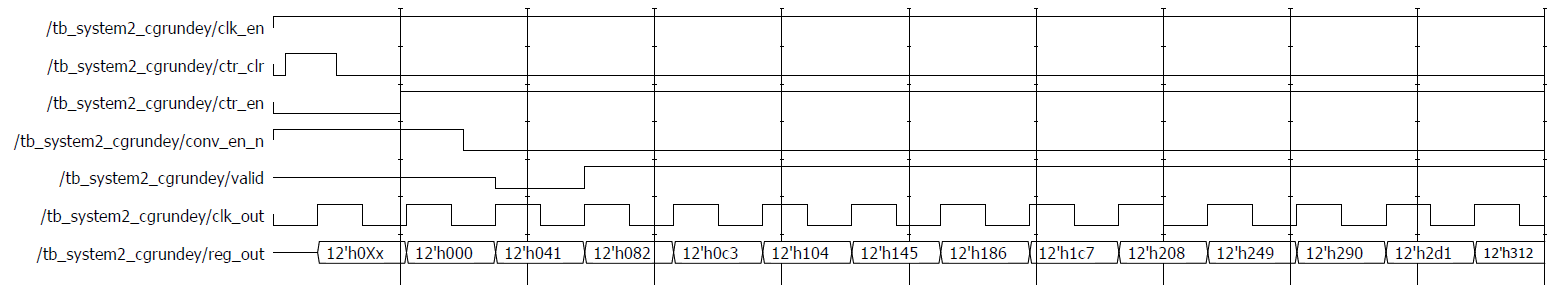 /tb_system2_cgrundey/clk_en
/tb_system2_cgrundey/ctr_clr
/tb_system2_cgrundey/ctr_en
/tb_system2_cgrundey/conv_en_n
/tb_system2_cgrundey/valid
/tb_system2_cgrundey/clk_out
/tb_system2_cgrundey/reg_out 12'h0Xx 12'h000 12'h041 12'h082 12'h0c3 12'h104 12'h145 12'h186 12'h1c7 12'h208 12'h249 12'h290 12'h2d1 12'h312